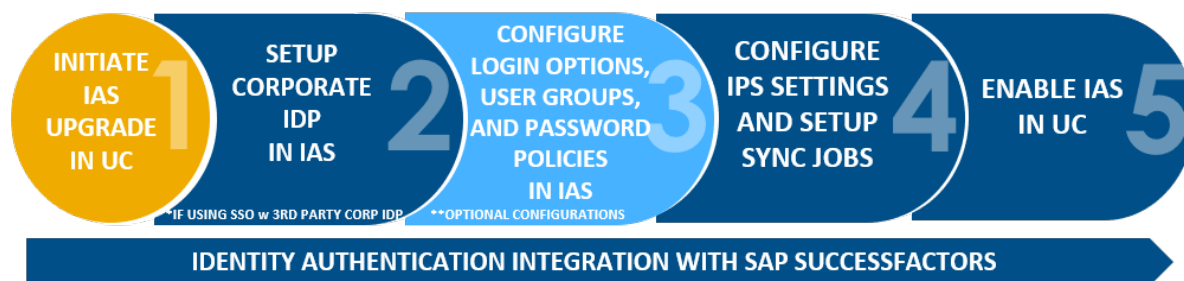 INITIATE
IAS
UPGRADE
IN UC
1
SETUP
CORPORATE
IDP
IN IAS
2
*IF USING SSO w 3RD PARTY CORP IDP
CONFIGURE
LOGIN OPTIONS,
USER GROUPS,
AND PASSWORD
POLICIES
IN IAS
3
**OPTIONAL CONFIGURATIONS
CONFIGURE
IPS SETTINGS
AND SETUP
SYNC JOBS
4
ENABLE IAS
IN UC
5
IDENTITY AUTHENTICATION INTEGRATION WITH SAP SUCCESSFACTORS